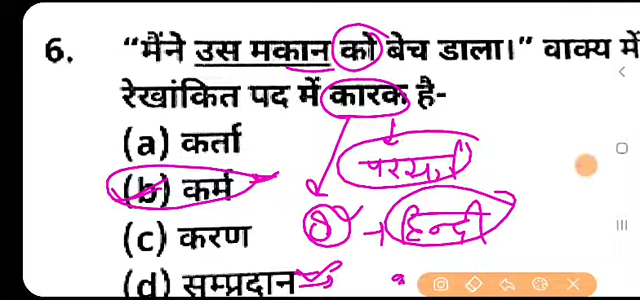 6. “मैंने उस मकान को बेच डाला।” वाक्य में
रेखांकित पद में कारक है-
(a) कर्ता
परसर्ग
(b) कर्म
(c) करण
हिन्दी
(d) सम्प्रदान